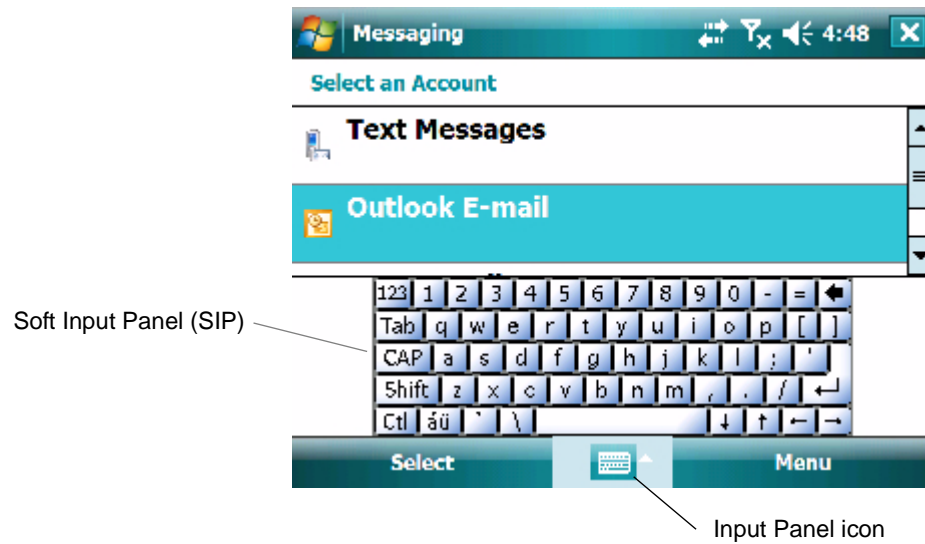 Messaging 4:48
Select an Account
Text Messages
Outlook E-mail
123 1 2 3 4 5 6 7 8 9 0 - =
Tab q w e r t y u i o p [ ]
Soft Input Panel (SIP)
CAP a s d f g h j k l ; '
Shift z x c v b n m , . /
Ctl áü ` \ ↓ ↑ ← →
Select Menu
Input Panel icon